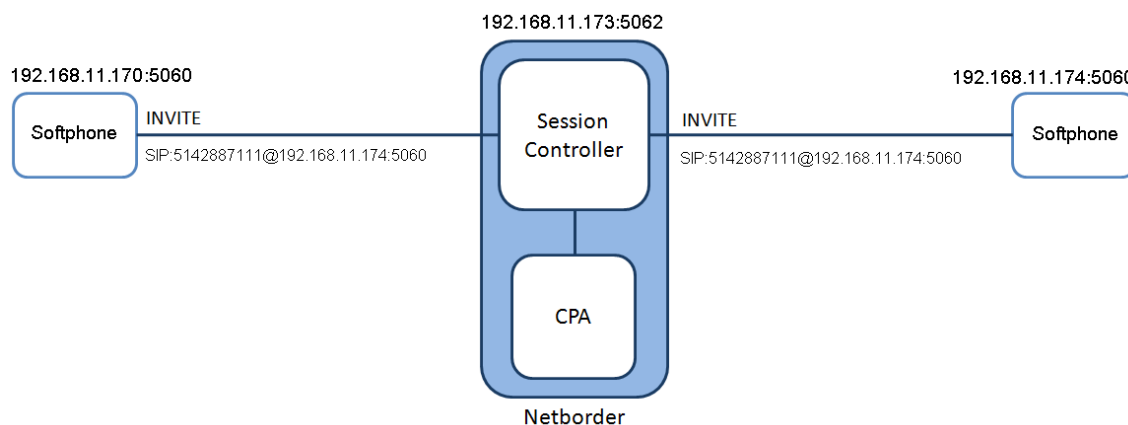 192.168.11.173:5062
192.168.11.170:5060
192.168.11.174:5060
Softphone
INVITE
SIP:5142887111@192.168.11.174:5060
Session
Controller
INVITE
SIP:5142887111@192.168.11.174:5060
Softphone
CPA
Netborder